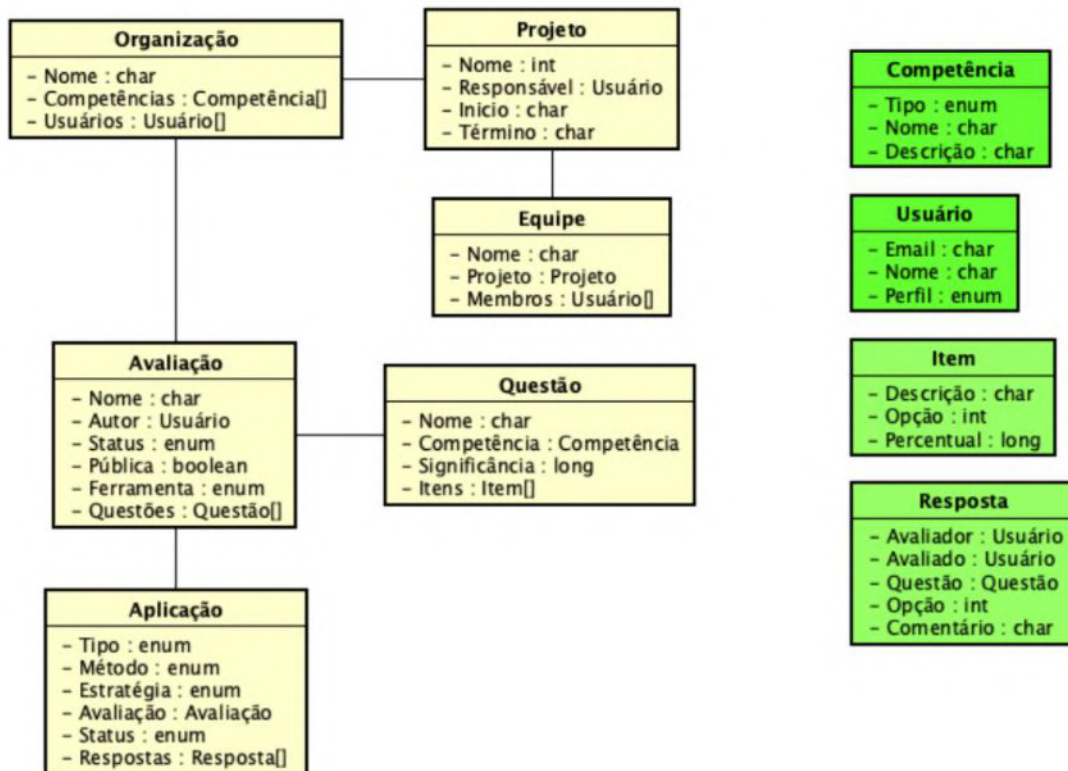 Organização
- Nome : char
- Competências : Competência[]
- Usuários : Usuário[]
Projeto
- Nome : int
- Responsável : Usuário
- Inicio : char
- Término : char
Equipe
- Nome : char
- Projeto : Projeto
- Membros : Usuário[]
Avaliação
- Nome : char
- Autor : Usuário
- Status : enum
- Pública : boolean
- Ferramenta : enum
- Questões : Questão[]
Questão
- Nome : char
- Competência : Competência
- Significância : long
- Itens : Item[]
Aplicação
- Tipo : enum
- Método : enum
- Estratégia : enum
- Avaliação : Avaliação
- Status : enum
- Respostas : Resposta[]
Competência
- Tipo : enum
- Nome : char
- Descrição : char
Usuário
- Email : char
- Nome : char
- Perfil : enum
Item
- Descrição : char
- Opção : int
- Percentual : long
Resposta
- Avaliador : Usuário
- Avaliado : Usuário
- Questão : Questão
- Opção : int
- Comentário : char